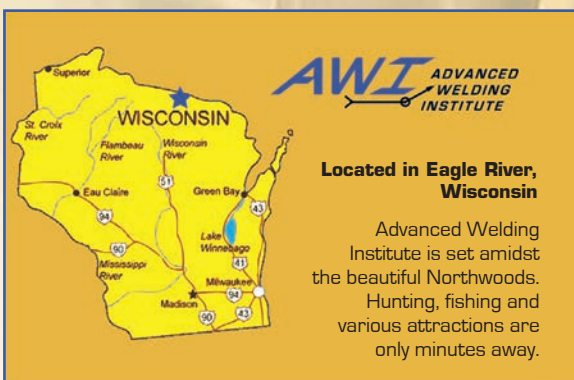 Superior
WISCONSIN
St. Croix
River
Flambeau
River
Wisconsin
River
51
Eau Claire
Green Bay
94
43
90
Lake
Winnebago
41
Mississippi
River
Milwaukee
94
Madison
90
43
AWI ADVANCED
WELDING
INSTITUTE
Located in Eagle River,
Wisconsin
Advanced Welding
Institute is set amidst
the beautiful Northwoods.
Hunting, fishing and
various attractions are
only minutes away.